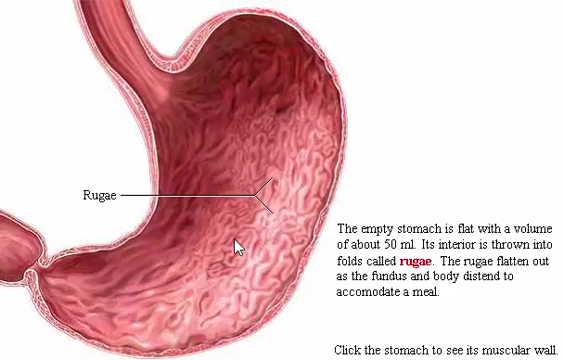 Rugae
The empty stomach is flat with a volume
of about 50 ml. Its interior is thrown into
folds called rugae. The rugae flatten out
as the fundus and body distend to
accomodate a meal.
Click the stomach to see its muscular wall.